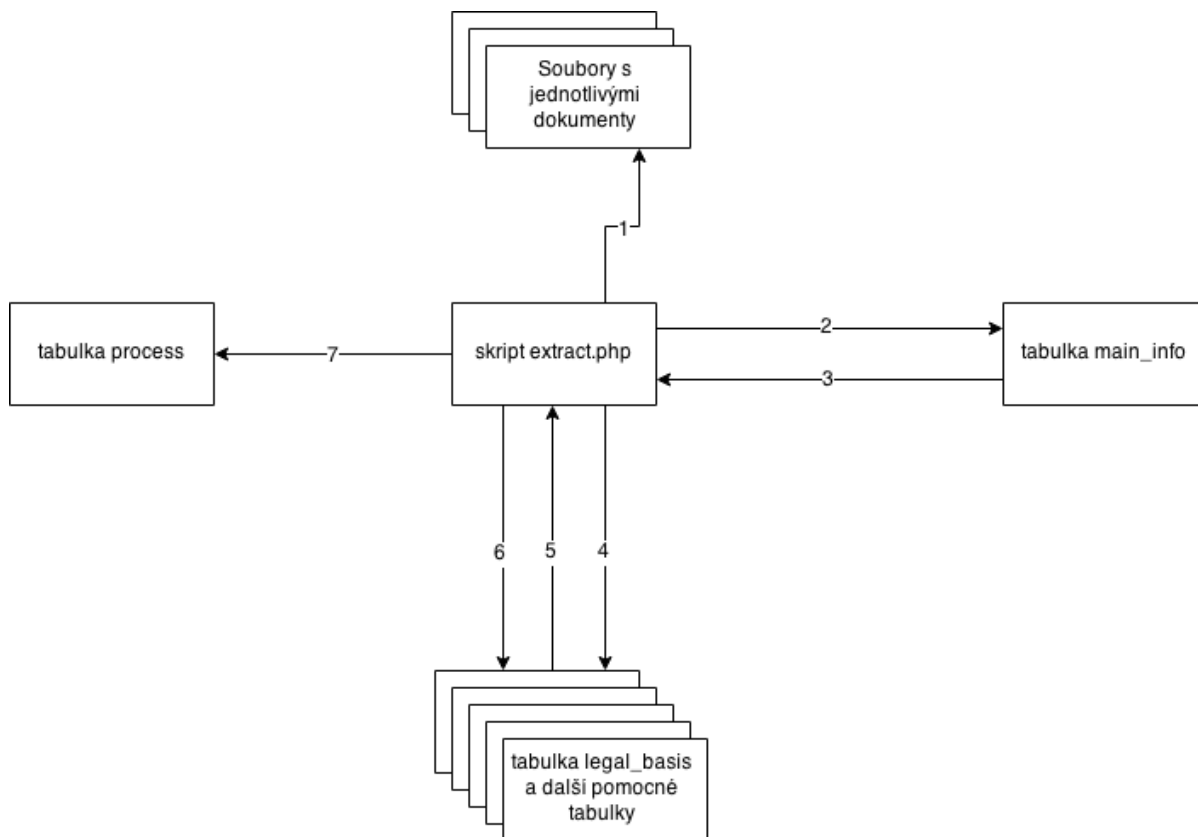 Soubory s
jednotlivými
dokumenty
1
tabulka process
7
skript extract.php
2
3
tabulka main_info
6
5
4
tabulka legal_basis
a další pomocné
tabulky